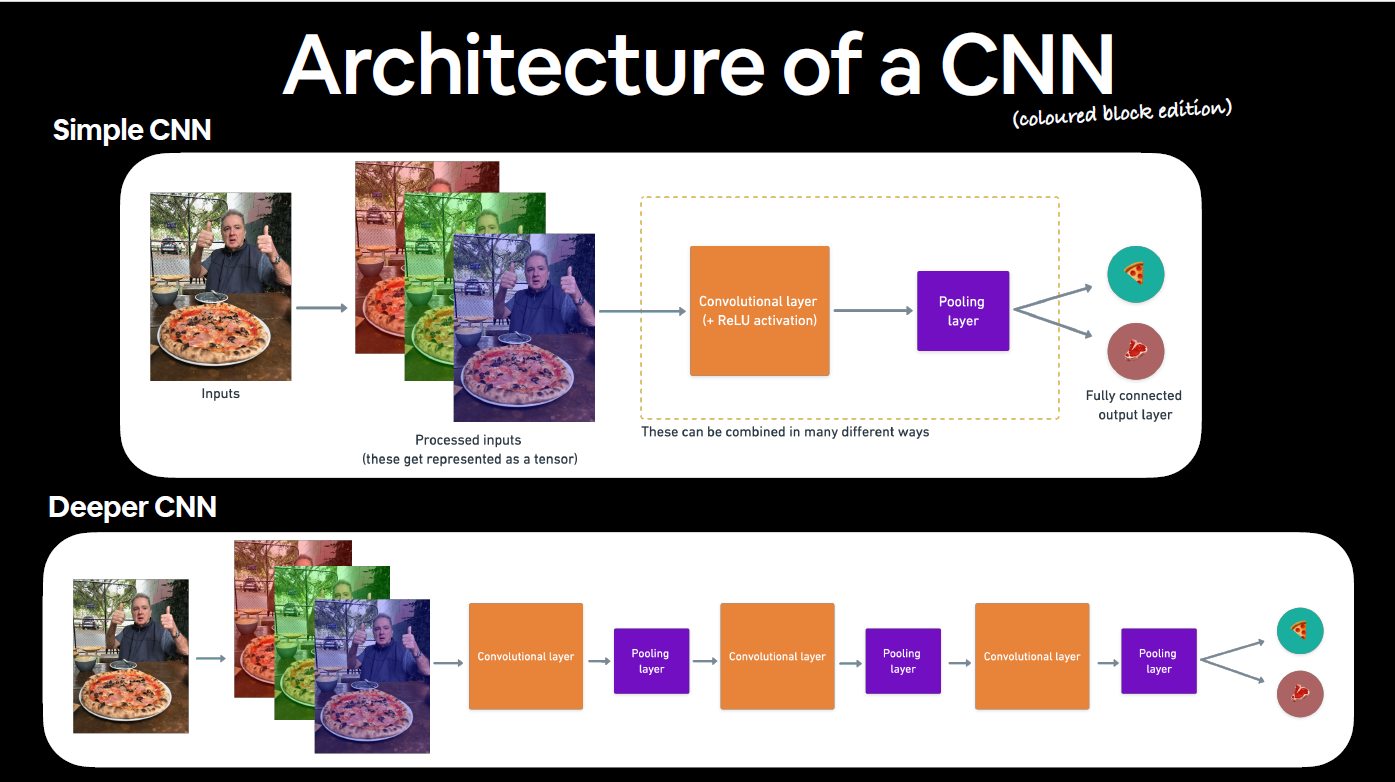 Architecture of a CNN
(coloured block edition)
Simple CNN
Inputs
Processed inputs
(these get represented as a tensor)
Convolutional layer
(+ ReLU activation)
Pooling
layer
These can be combined in many different ways
Fully connected
output layer
Deeper CNN
Convolutional layer
Pooling
layer
Convolutional layer
Pooling
layer
Convolutional layer
Pooling
layer